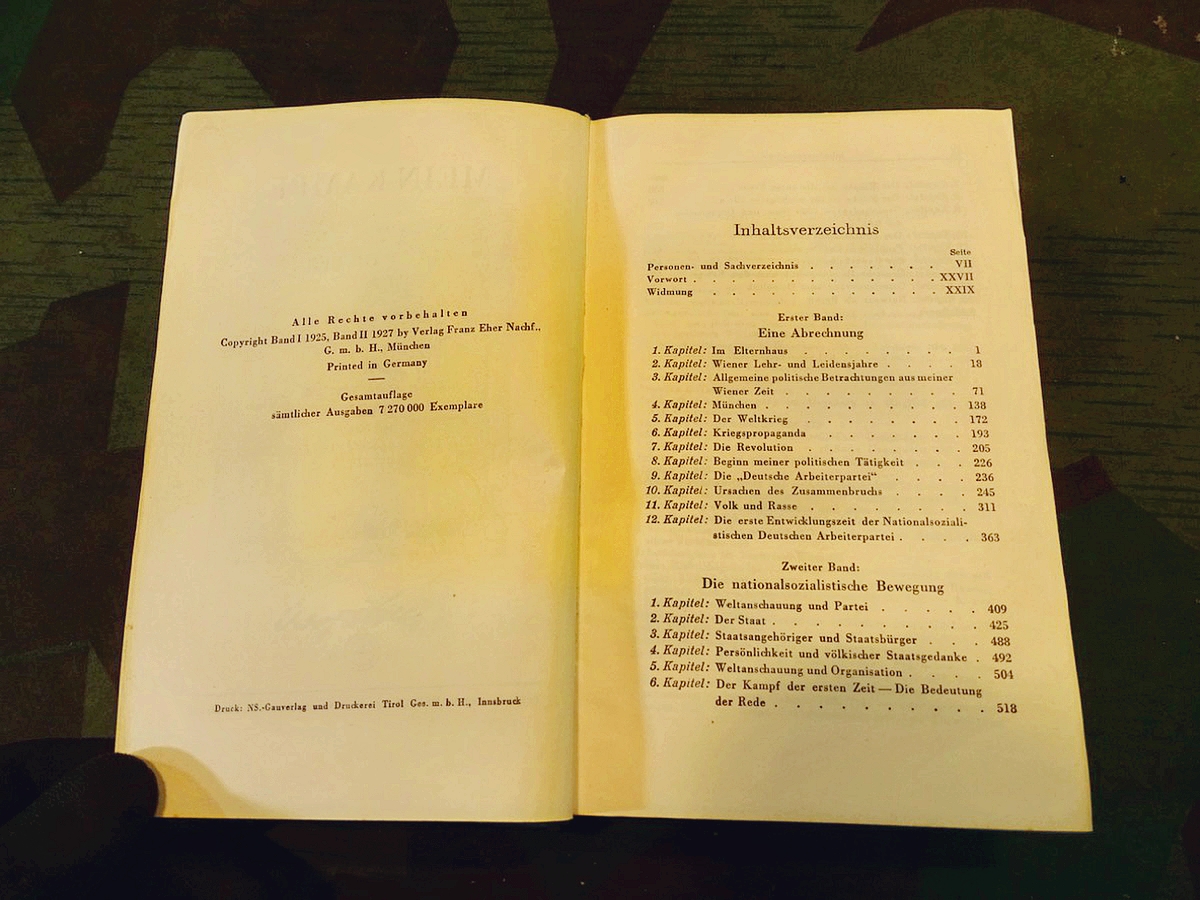 Alle Rechte vorbehalten
Copyright Band I 1925, Band II 1927 by Verlag Franz Eher Nachf.,
G. m. b. H., München
Printed in Germany
Gesamtauflage
sämtlicher Ausgaben 7 270 000 Exemplare
Druck: NS.-Gauverlag und Druckerei Tirol Ges. m. b. H., Innsbruck
Inhaltsverzeichnis
Seite
Personen- und Sachverzeichnis . . . . . . . VII
Vorwort . . . . . . . . . . . . . XXVII
Widmung . . . . . . . . . . . . XXIX
Erster Band:
Eine Abrechnung
1. Kapitel: Im Elternhaus . . . . . . . . 1
2. Kapitel: Wiener Lehr- und Leidensjahre . . . . 18
3. Kapitel: Allgemeine politische Betrachtungen aus meiner
Wiener Zeit . . . . . . . . . 71
4. Kapitel: München . . . . . . . . . . 138
5. Kapitel: Der Weltkrieg . . . . . . . . 172
6. Kapitel: Kriegspropaganda . . . . . . . 193
7. Kapitel: Die Revolution . . . . . . . . 205
8. Kapitel: Beginn meiner politischen Tätigkeit . . . 226
9. Kapitel: Die „Deutsche Arbeiterpartei“ . . . . 236
10. Kapitel: Ursachen des Zusammenbruchs . . . . 245
11. Kapitel: Volk und Rasse . . . . . . . . 311
12. Kapitel: Die erste Entwicklungszeit der Nationalsoziali-
stischen Deutschen Arbeiterpartei . . . . 363
Zweiter Band:
Die nationalsozialistische Bewegung
1. Kapitel: Weltanschauung und Partei . . . . . 409
2. Kapitel: Der Staat . . . . . . . . . . 425
3. Kapitel: Staatsangehöriger und Staatsbürger . . . 488
4. Kapitel: Persönlichkeit und völkischer Staatsgedanke . 492
5. Kapitel: Weltanschauung und Organisation . . . . 504
6. Kapitel: Der Kampf der ersten Zeit — Die Bedeutung
der Rede . . . . . . . . . . 518